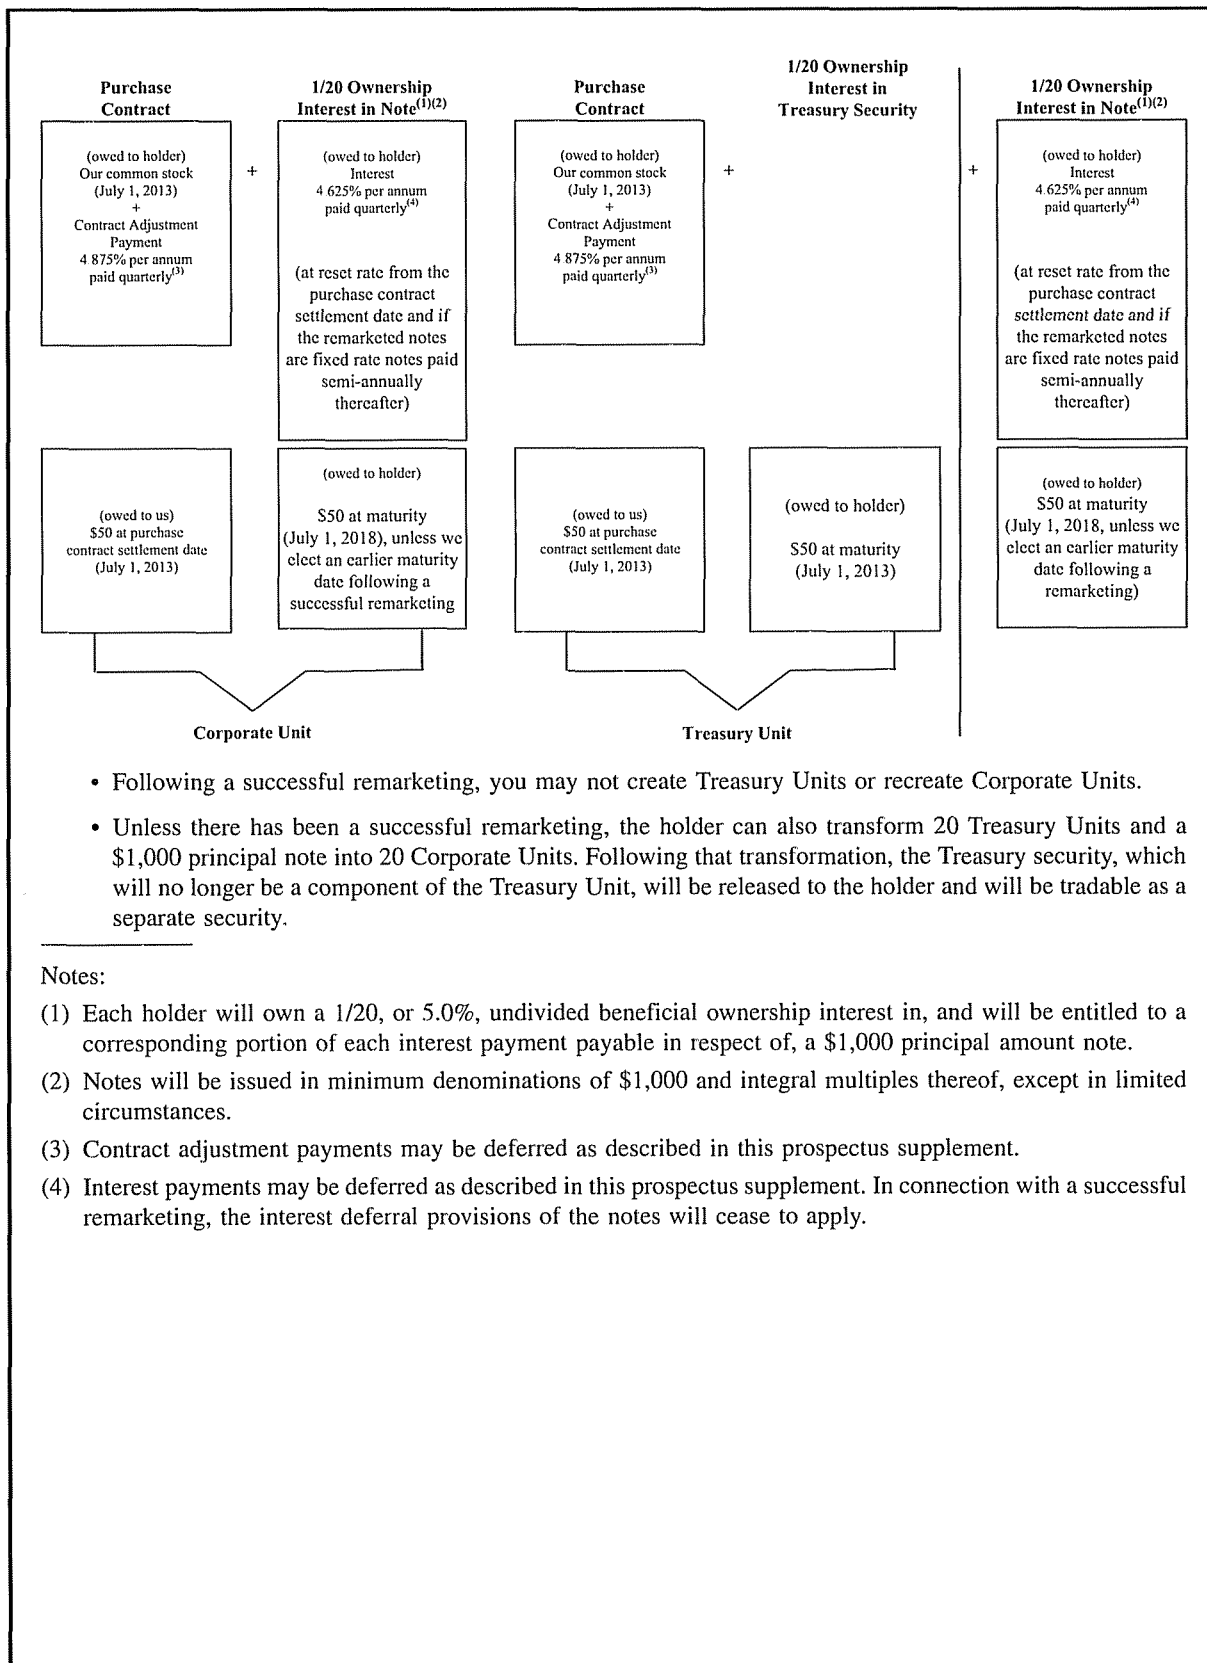 Purchase
Contract
1/20 Ownership
Interest in Note(1)(2)
Purchase
Contract
1/20 Ownership
Interest in
Treasury Security
1/20 Ownership
Interest in Note(1)(2)
(owed to holder)
Our common stock
(July 1, 2013)
+
Contract Adjustment
Payment
4 875% per annum
paid quarterly(3)
+
(owed to holder)
Interest
4 625% per annum
paid quarterly(4)
(at reset rate from the
purchase contract
settlement date and if
the remarketed notes
are fixed rate notes paid
semi-annually
thereafter)
(owed to holder)
Our common stock
(July 1, 2013)
+
Contract Adjustment
Payment
4 875% per annum
paid quarterly(3)
+
+
(owed to holder)
Interest
4 625% per annum
paid quarterly(4)
(at reset rate from the
purchase contract
settlement date and if
the remarketed notes
are fixed rate notes paid
semi-annually
thereafter)
(owed to us)
$50 at purchase
contract settlement date
(July 1, 2013)
(owed to holder)
$50 at maturity
(July 1, 2018), unless we
elect an earlier maturity
date following a
successful remarketing
(owed to us)
$50 at purchase
contract settlement date
(July 1, 2013)
(owed to holder)
$50 at maturity
(July 1, 2013)
(owed to holder)
$50 at maturity
(July 1, 2018, unless we
elect an earlier maturity
date following a
remarketing)
Corporate Unit
Treasury Unit
• Following a successful remarketing, you may not create Treasury Units or recreate Corporate Units.
• Unless there has been a successful remarketing, the holder can also transform 20 Treasury Units and a
$1,000 principal note into 20 Corporate Units. Following that transformation, the Treasury security, which
will no longer be a component of the Treasury Unit, will be released to the holder and will be tradable as a
separate security.
Notes:
(1) Each holder will own a 1/20, or 5.0%, undivided beneficial ownership interest in, and will be entitled to a
corresponding portion of each interest payment payable in respect of, a $1,000 principal amount note.
(2) Notes will be issued in minimum denominations of $1,000 and integral multiples thereof, except in limited
circumstances.
(3) Contract adjustment payments may be deferred as described in this prospectus supplement.
(4) Interest payments may be deferred as described in this prospectus supplement. In connection with a successful
remarketing, the interest deferral provisions of the notes will cease to apply.